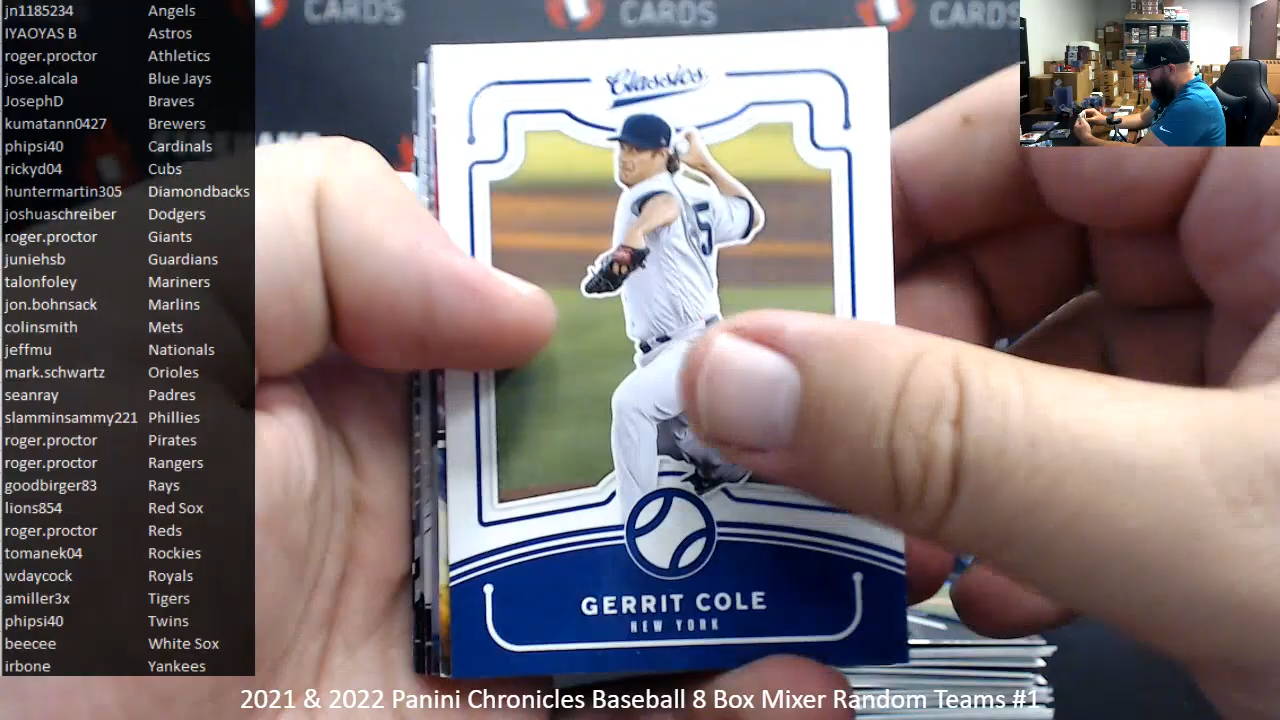 jn1185234 Angels
IYAOYAS B Astros
roger.proctor Athletics
jose.alcala Blue Jays
JosephD Braves
kumatann0427 Brewers
phipsi40 Cardinals
rickyd04 Cubs
huntermartin305 Diamondbacks
joshuaschreiber Dodgers
roger.proctor Giants
juniehsb Guardians
talonfoley Mariners
jon.bohnsack Marlins
colinsmith Mets
jeffmu Nationals
mark.schwartz Orioles
seanray Padres
slamminsammy221 Phillies
roger.proctor Pirates
roger.proctor Rangers
goodbirger83 Rays
lions854 Red Sox
roger.proctor Reds
tomanek04 Rockies
wdaycock Royals
amiller3x Tigers
phipsi40 Twins
beecee White Sox
irbone Yankees
CARDS
CARDS
CARDS
Classics
5
GERRIT COLE
NEW YORK
2021 & 2022 Panini Chronicles Baseball 8 Box Mixer Random Teams #1